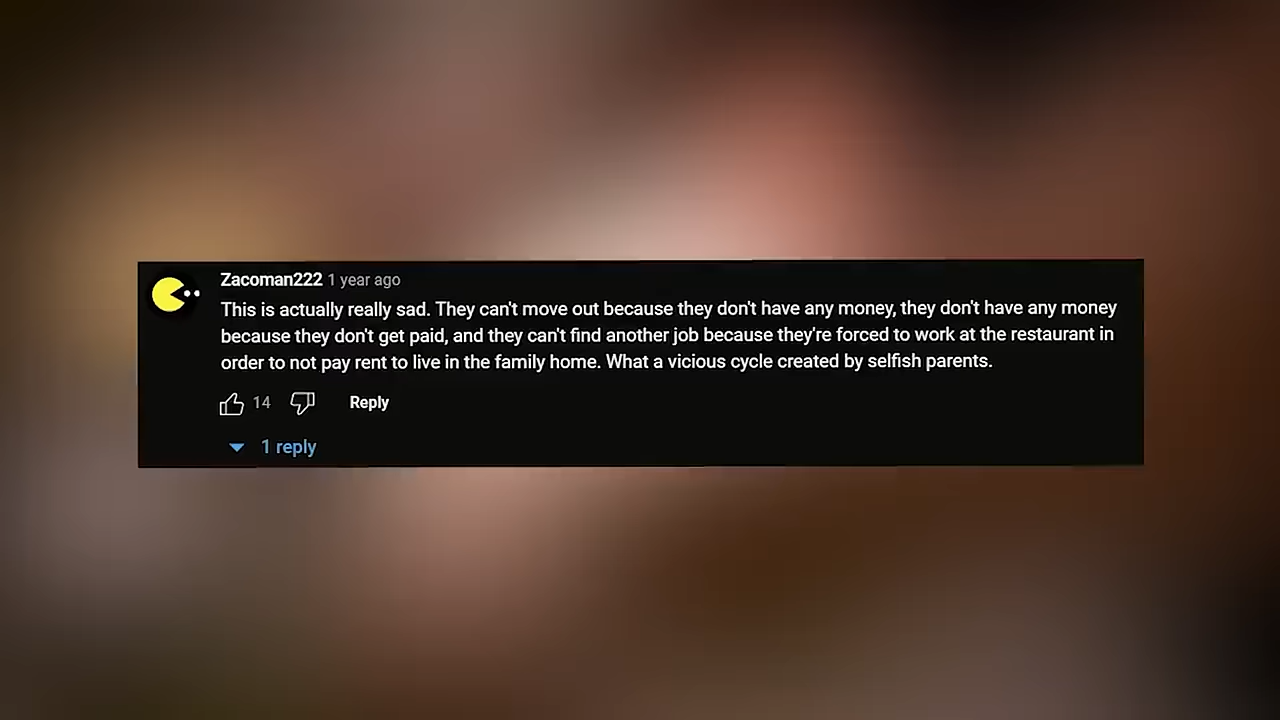 Zacoman222 1 year ago
This is actually really sad. They can't move out because they don't have any money, they don't have any money
because they don't get paid, and they can't find another job because they're forced to work at the restaurant in
order to not pay rent to live in the family home. What a vicious cycle created by selfish parents.
14 Reply
1 reply